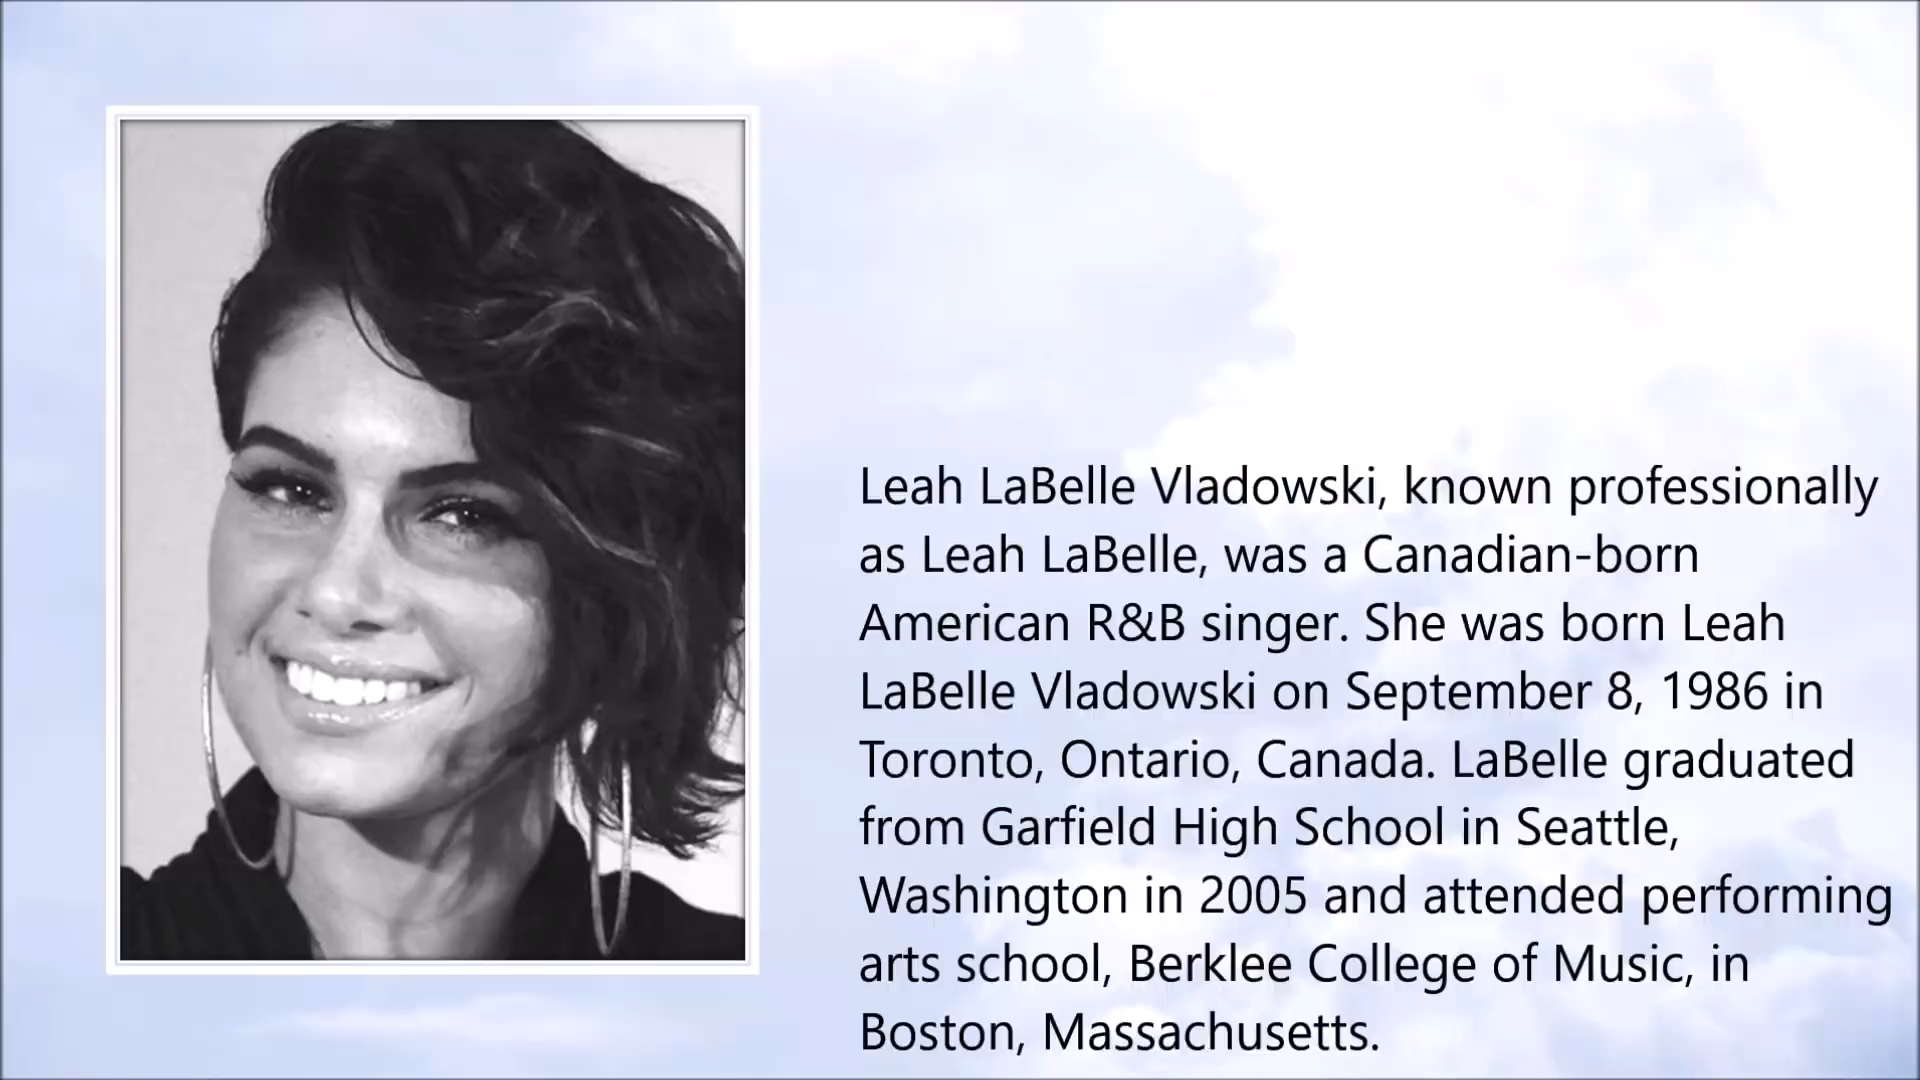 Leah LaBelle Vladowski, known professionally
as Leah LaBelle, was a Canadian-born
American R&B singer. She was born Leah
LaBelle Vladowski on September 8, 1986 in
Toronto, Ontario, Canada. LaBelle graduated
from Garfield High School in Seattle,
Washington in 2005 and attended performing
arts school, Berklee College of Music, in
Boston, Massachusetts.